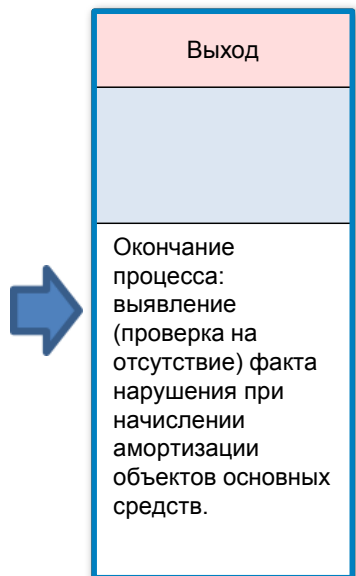 Выход
Окончание
процесса:
выявление
(проверка на
отсутствие) факта
нарушения при
начислении
амортизации
объектов основных
средств.